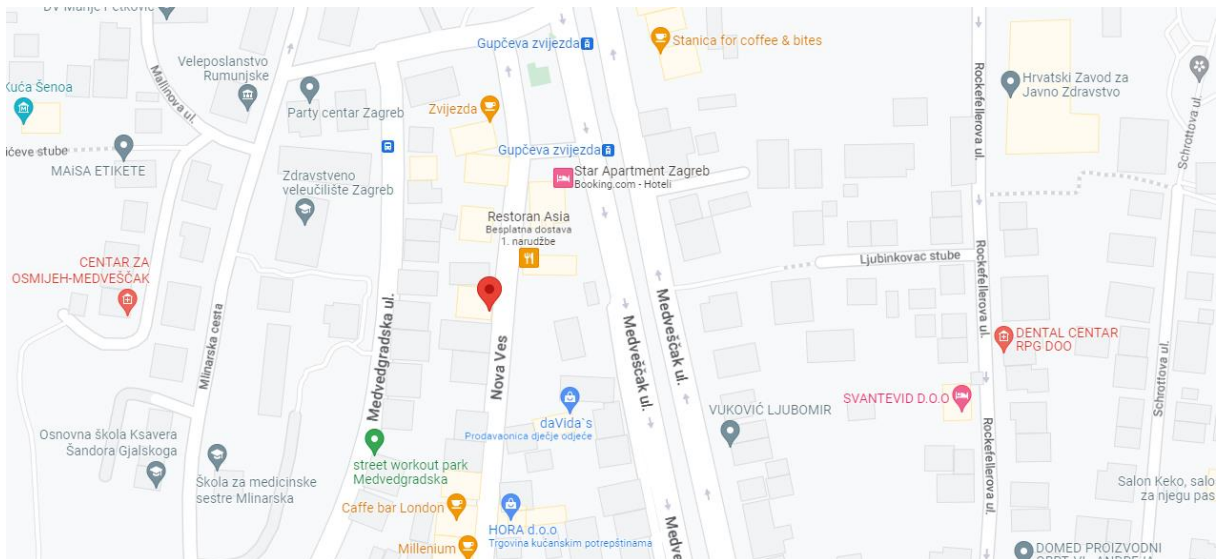 DV Marije Petković
Gupčeva zvijezda
Stanica for coffee & bites
Veleposlanstvo
Rumunjske
Mallinova ul.
Kuća Šenoa
Party centar Zagreb
Zvijezda
Rockefellerova ul.
Hrvatski Zavod za
Javno Zdravstvo
Schrottova ul.
ićeve stube
MAiSA ETIKETE
Gupčeva zvijezda
Zdravstveno
veleučilište Zagreb
Star Apartment Zagreb
Booking.com - Hoteli
Restoran Asia
Besplatna dostava
1. narudžbe
CENTAR ZA
OSMIJEH-MEDVEŠČAK
Ljubinkovac stube
Rockefellerova ul.
Mlinarska cesta
Medvedgradska ul.
Nova Ves
Medveščak ul.
Medveščak ul.
DENTAL CENTAR
RPG DOO
Schrottova ul.
SVANTEVID D.O.O
VUKOVIĆ LJUBOMIR
daVida`s
Prodavaonica dječje odjeće
Rockefellerova ul.
Osnovna škola Ksavera
Šandora Gjalskoga
Škola za medicinske
sestre Mlinarska
street workout park
Medvedgradska
Caffe bar London
HORA d.o.o
Trgovina kućanskim potrepštinama
Millenium
Medve
Salon Keko, salo
za njegu pas
DOMED PROIZVODNI